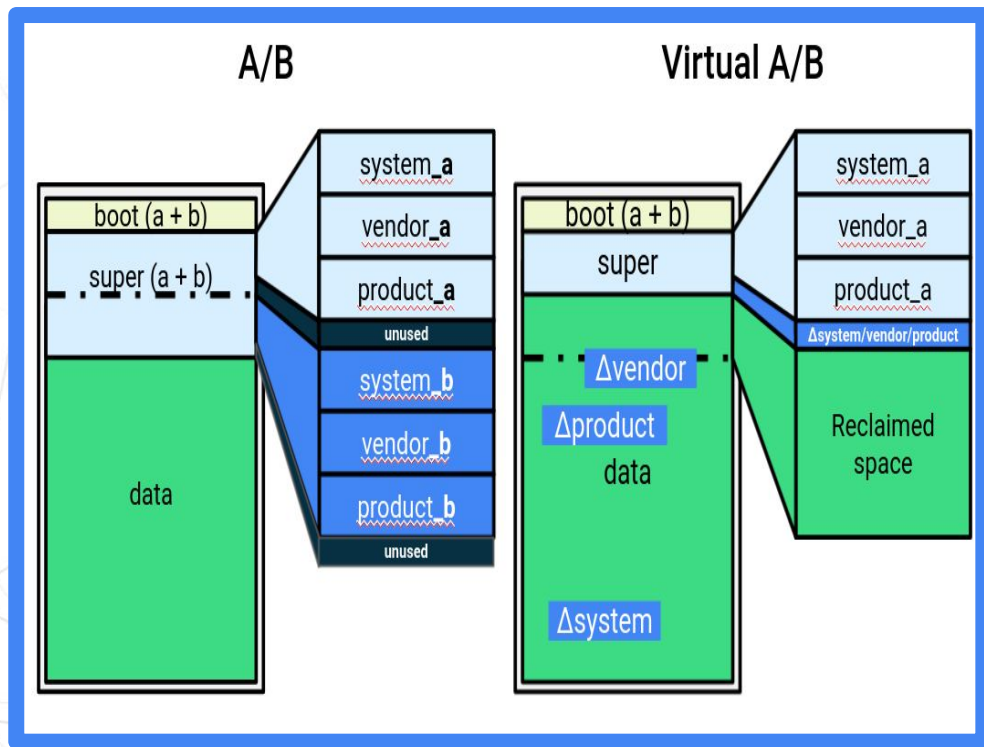 A/B
Virtual A/B
boot (a + b)
super (a + b)
data
system_a
vendor_a
product_a
unused
system_b
vendor_b
product_b
unused
boot (a + b)
super
Δvendor
Δproduct
data
Δsystem
system_a
vendor_a
product_a
Δsystem/vendor/product
Reclaimed
space